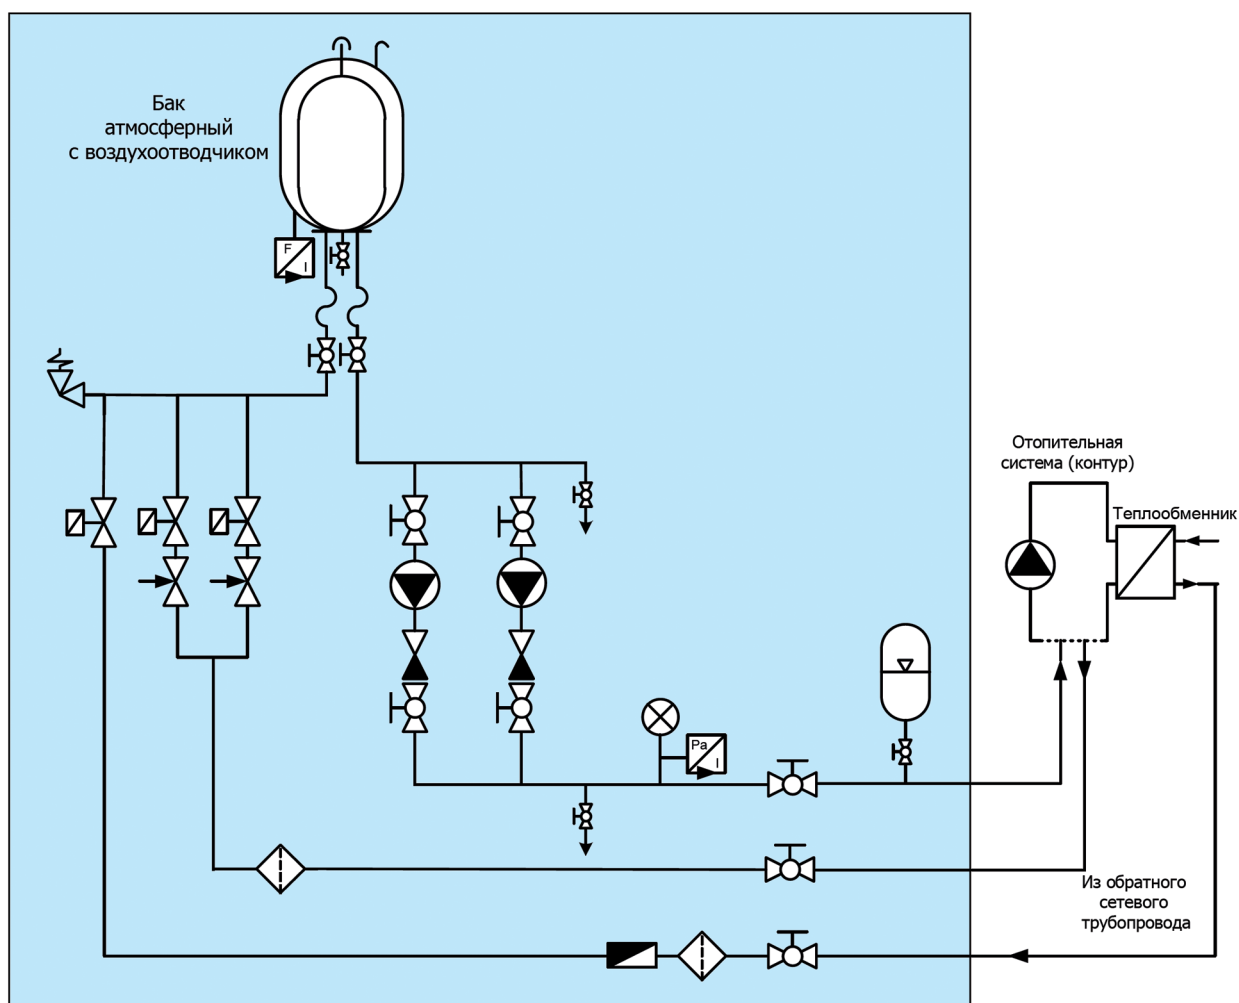 Бак
атмосферный
с воздухоотводчиком
F
I
Отопительная
система (контур)
Теплообменник
Pa
I
Из обратного
сетевого
трубопровода